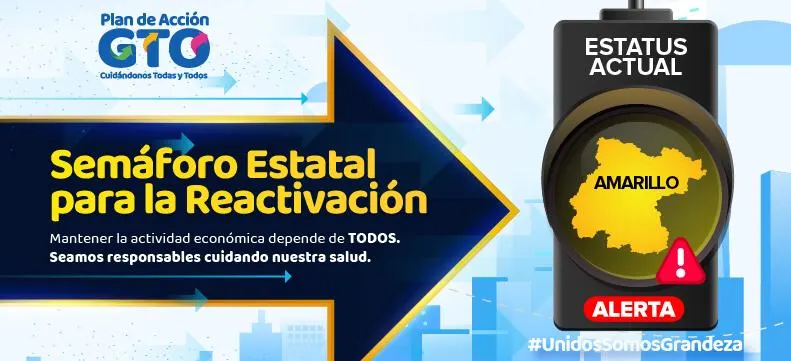 Plan de Acción
GTO
Cuidándonos Todas y Todos
Semáforo Estatal
para la Reactivación
Mantener la actividad económica depende de TODOS.
Seamos responsables cuidando nuestra salud.
ESTATUS
ACTUAL
AMARILLO
!
ALERTA
#UnidosSomosGrandeza